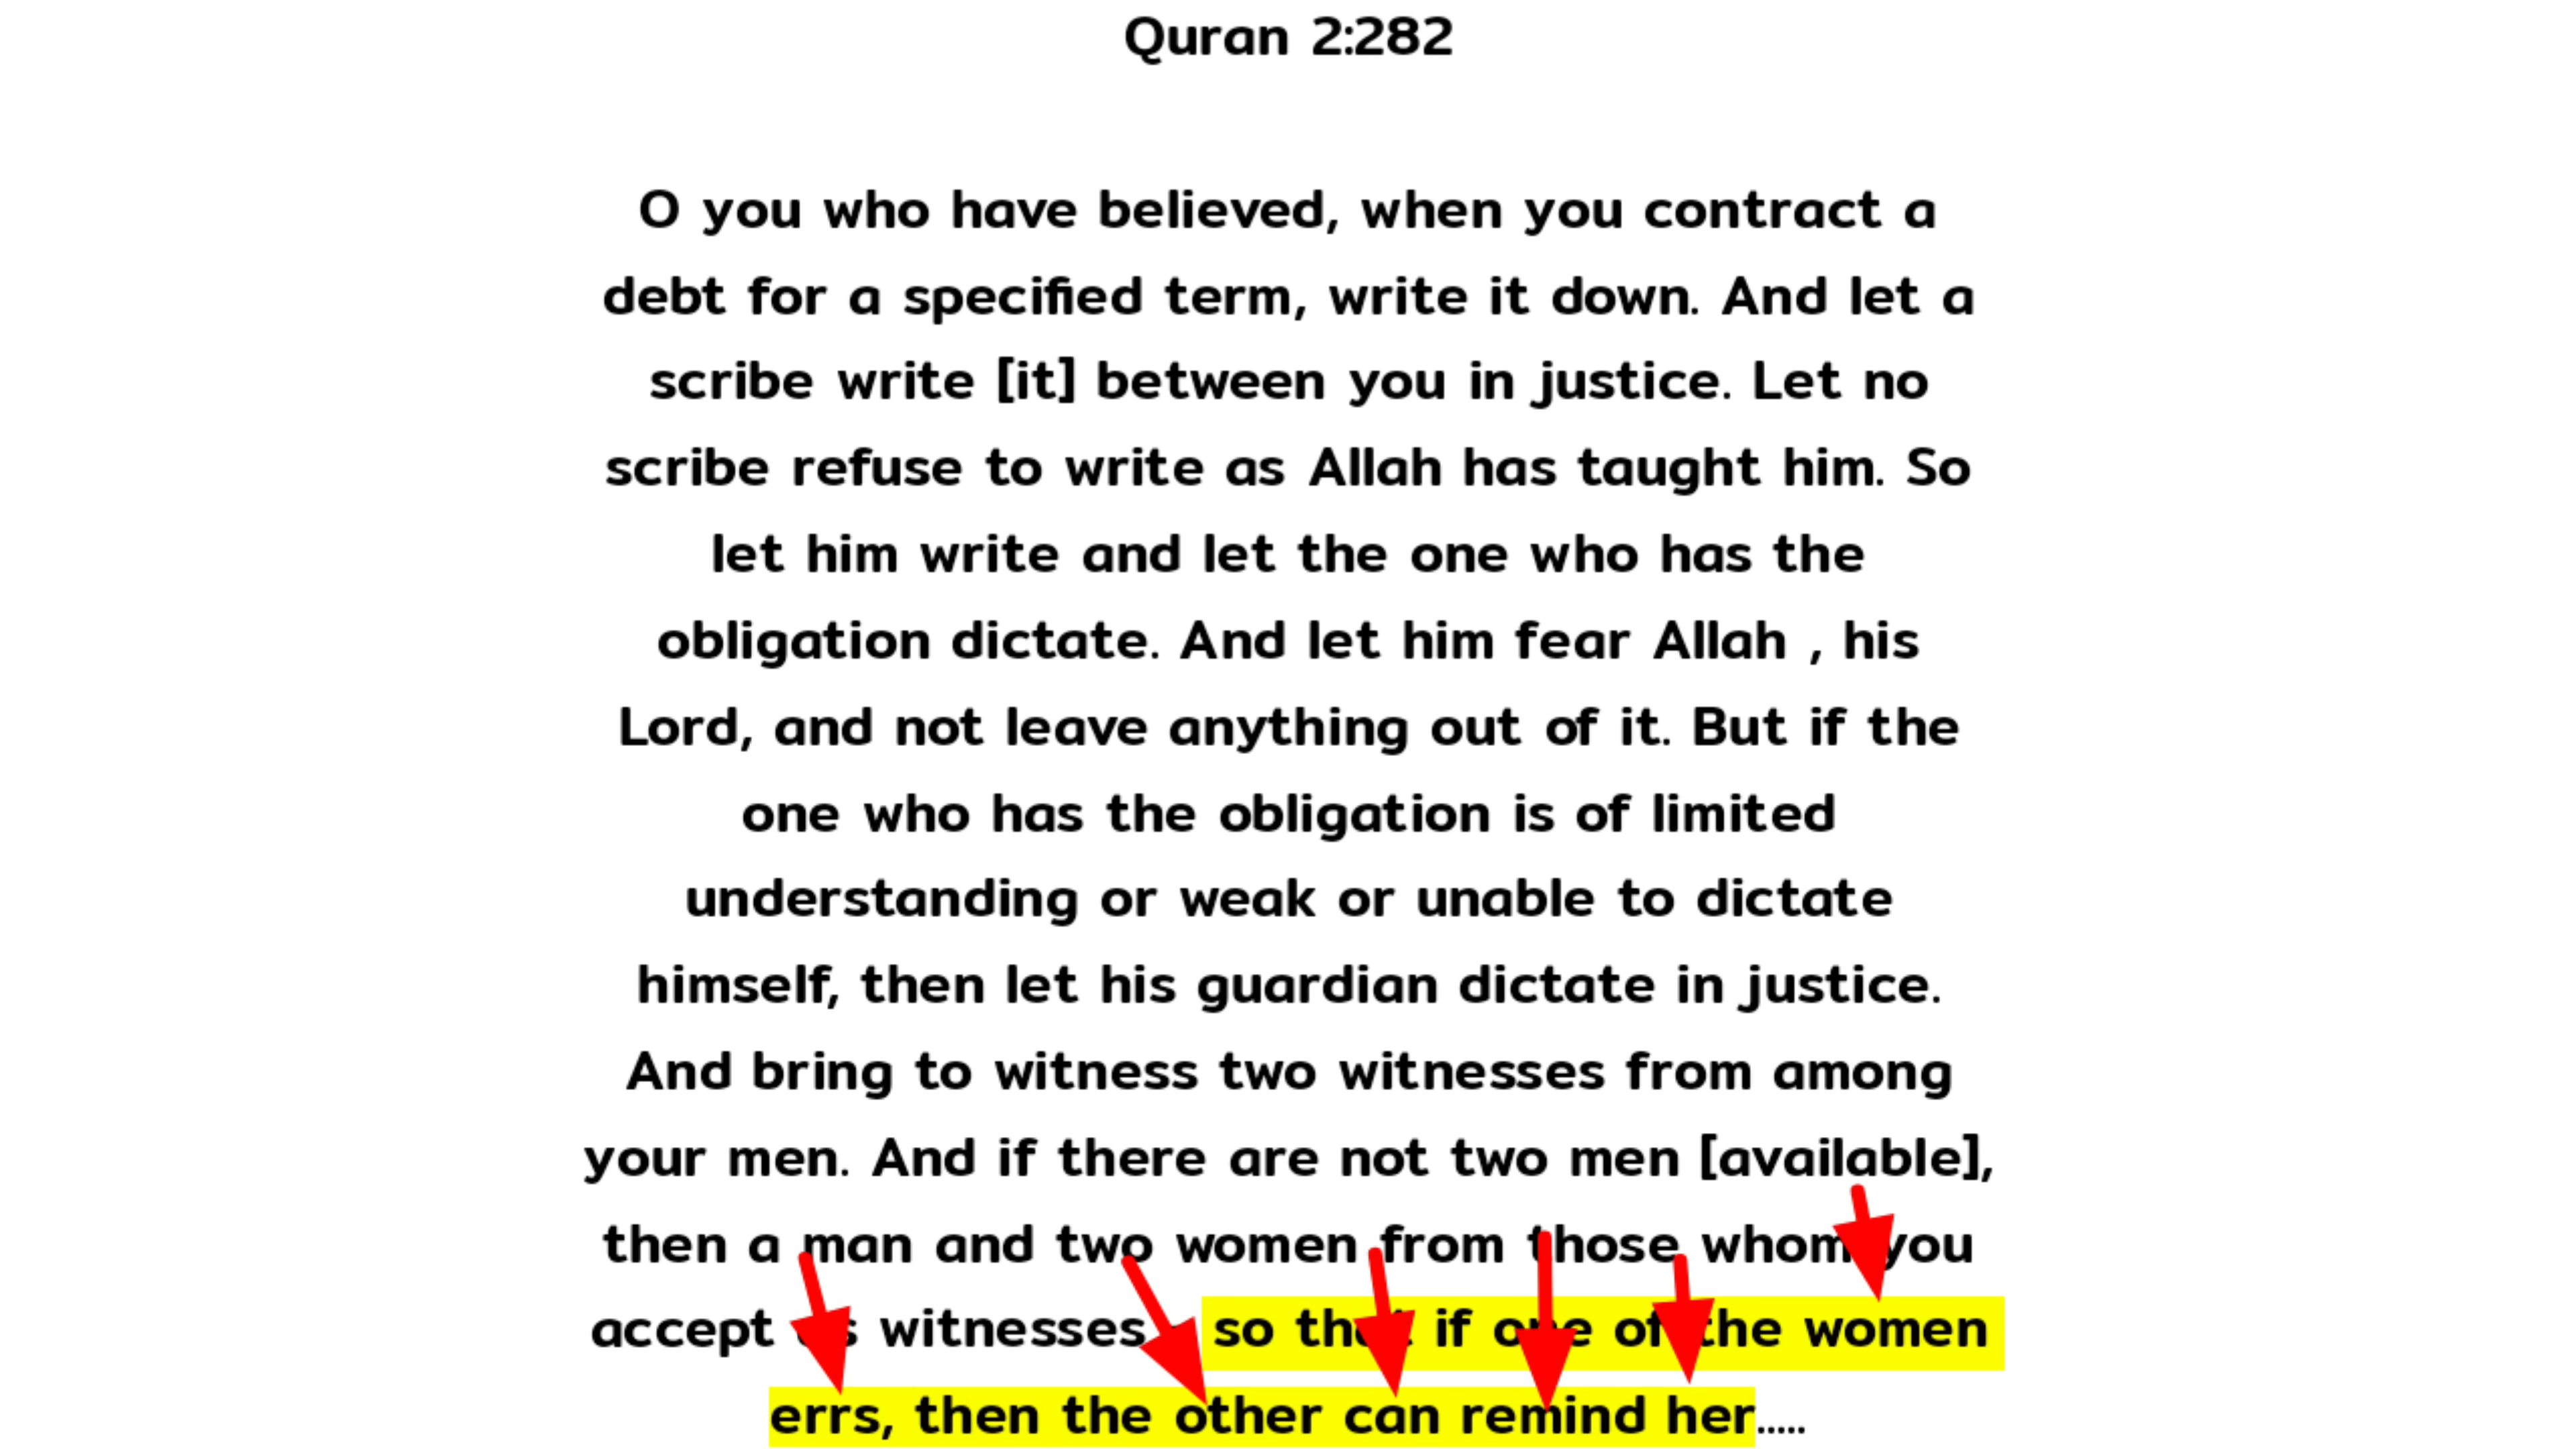 Quran 2:282
O you who have believed, when you contract a
debt for a specified term, write it down. And let a
scribe write [it] between you in justice. Let no
scribe refuse to write as Allah has taught him. So
let him write and let the one who has the
obligation dictate. And let him fear Allah , his
Lord, and not leave anything out of it. But if the
one who has the obligation is of limited
understanding or weak or unable to dictate
himself, then let his guardian dictate in justice.
And bring to witness two witnesses from among
your men. And if there are not two men [available],
then a man and two women from those whom you
accept as witnesses so that if one of the women
errs, then the other can remind her.....